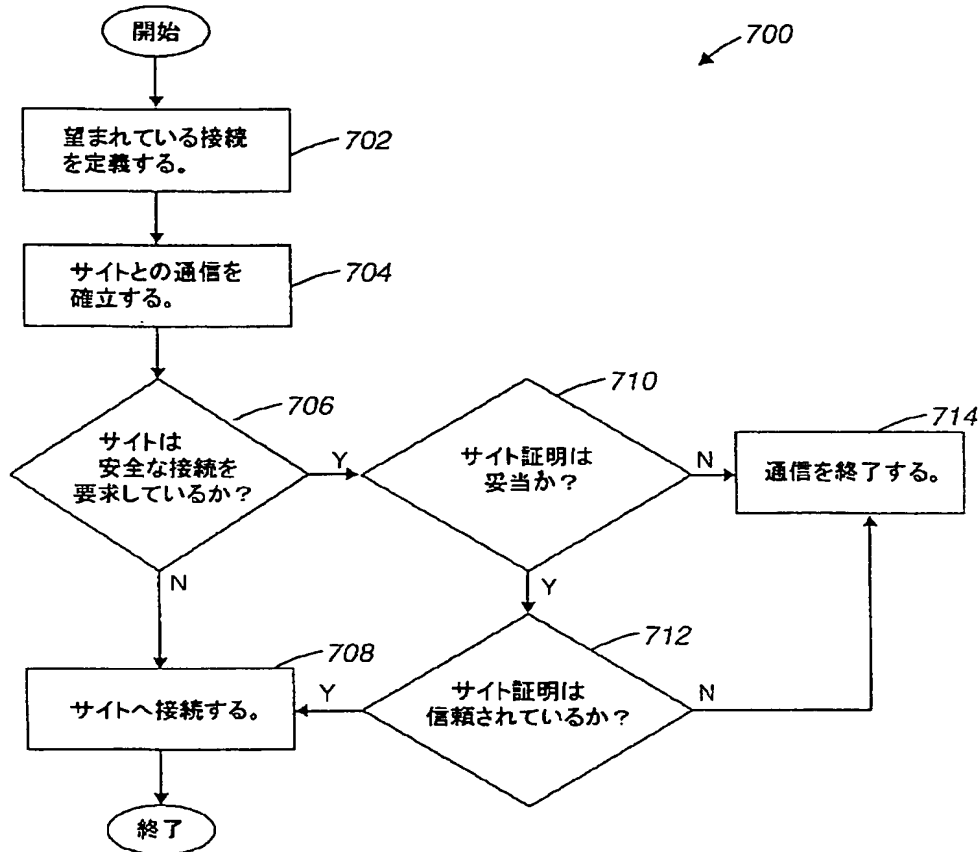 開始
700
望まれている接続
を定義する。
702
サイトとの通信を
確立する。
704
サイトは
安全な接続を
要求しているか?
706
Y
N
サイト証明は
妥当か?
710
N
Y
通信を終了する。
714
サイト証明は
信頼されているか?
712
Y
N
サイトへ接続する。
708
終了